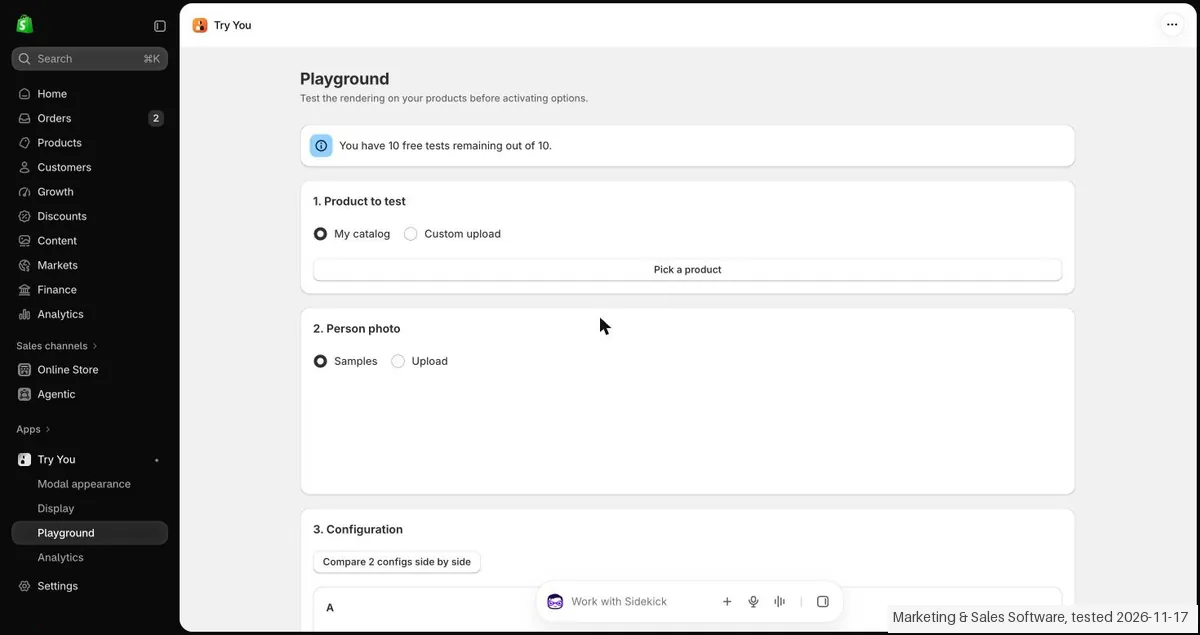 Search ⌘K
Home
Orders 2
Products
Customers
Growth
Discounts
Content
Markets
Finance
Analytics
Sales channels
Online Store
Agentic
Apps
Try You
Modal appearance
Display
Playground
Analytics
Settings
Try You
Playground
Test the rendering on your products before activating options.
You have 10 free tests remaining out of 10.
1. Product to test
My catalog Custom upload
Pick a product
2. Person photo
Samples Upload
3. Configuration
Compare 2 configs side by side
A
Work with Sidekick
Marketing & Sales Software, tested 2026-11-17